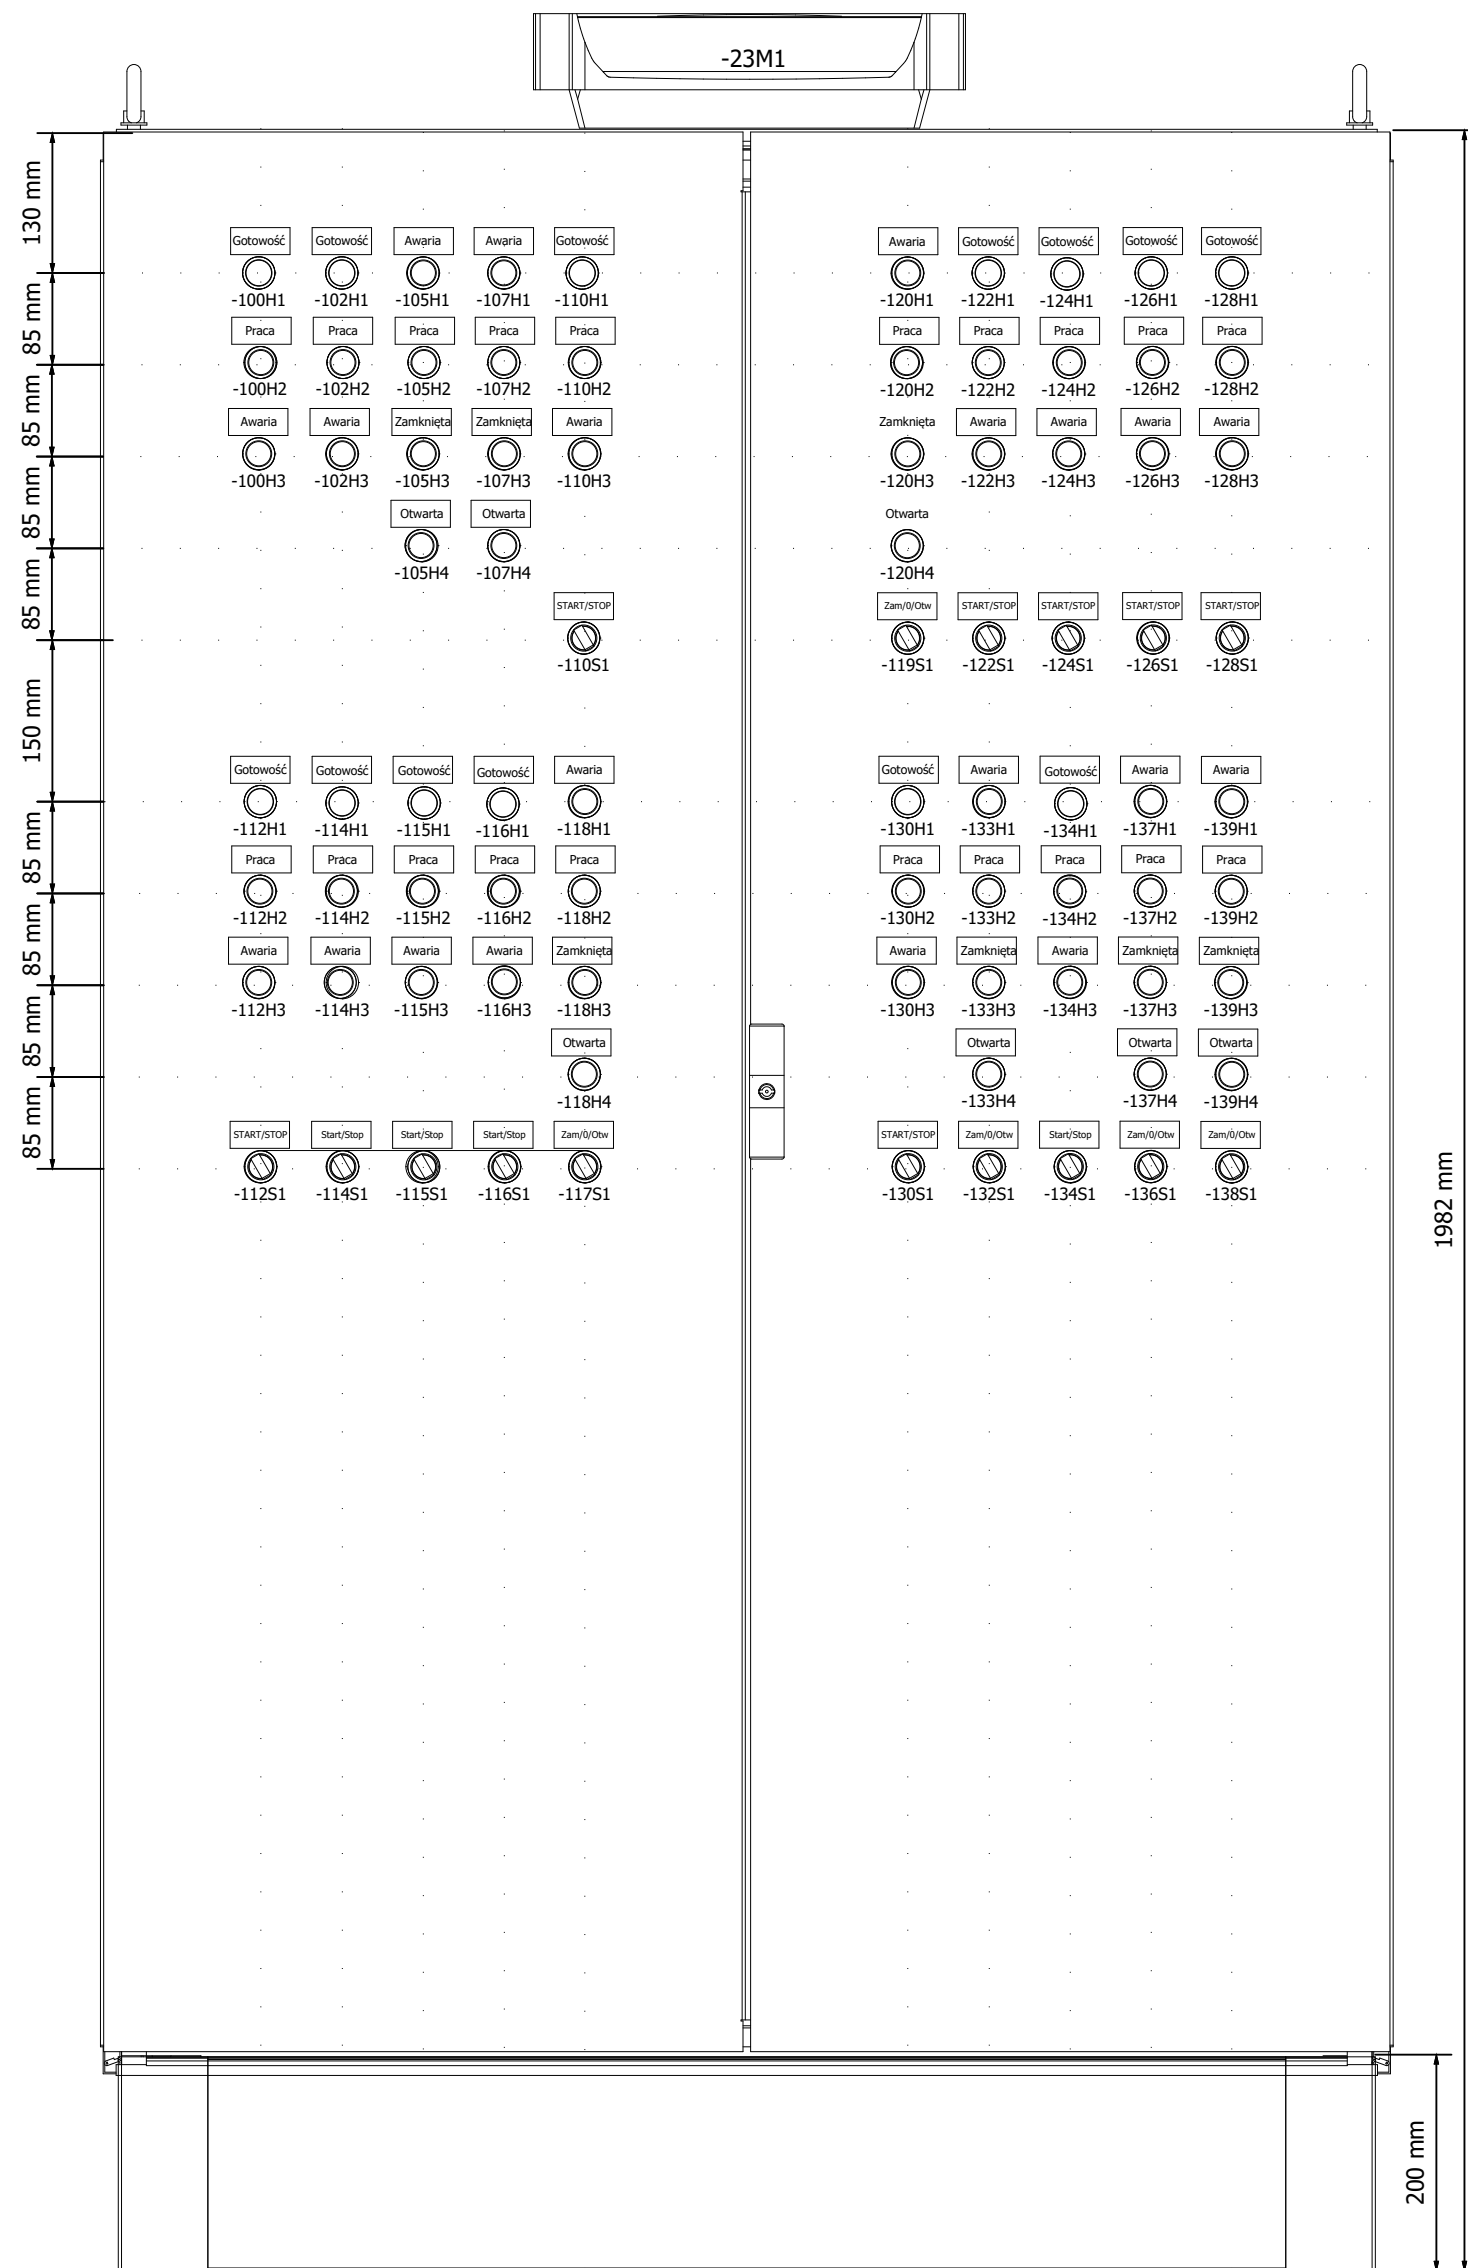 -23M1
130 mm
Gotowość Gotowość Awaria Awaria Gotowość Awaria Gotowość Gotowość Gotowość Gotowość
-100H1 -102H1 -105H1 -107H1 -110H1 -120H1 -122H1 -124H1 -126H1 -128H1
85 mm
Praca Praca Praca Praca Praca Praca Praca Praca Praca Praca
-100H2 -102H2 -105H2 -107H2 -110H2 -120H2 -122H2 -124H2 -126H2 -128H2
85 mm
Awaria Awaria Zamknięta Zamknięta Awaria Zamknięta Awaria Awaria Awaria Awaria
-100H3 -102H3 -105H3 -107H3 -110H3 -120H3 -122H3 -124H3 -126H3 -128H3
85 mm
Otwarta Otwarta Otwarta
-105H4 -107H4 -120H4
85 mm
START/STOP Zam/0/Otw START/STOP START/STOP START/STOP START/STOP
-110S1 -119S1 -122S1 -124S1 -126S1 -128S1
150 mm
Gotowość Gotowość Gotowość Gotowość Awaria Gotowość Awaria Gotowość Awaria Awaria
-112H1 -114H1 -115H1 -116H1 -118H1 -130H1 -133H1 -134H1 -137H1 -139H1
85 mm
Praca Praca Praca Praca Praca Praca Praca Praca Praca Praca
-112H2 -114H2 -115H2 -116H2 -118H2 -130H2 -133H2 -134H2 -137H2 -139H2
85 mm
Awaria Awaria Awaria Awaria Zamknięta Awaria Zamknięta Awaria Zamknięta Zamknięta
-112H3 -114H3 -115H3 -116H3 -118H3 -130H3 -133H3 -134H3 -137H3 -139H3
85 mm
Otwarta Otwarta Otwarta Otwarta
-118H4 -133H4 -137H4 -139H4
85 mm
START/STOP Start/Stop Start/Stop Start/Stop Zam/0/Otw START/STOP Zam/0/Otw Start/Stop Zam/0/Otw Zam/0/Otw
-112S1 -114S1 -115S1 -116S1 -117S1 -130S1 -132S1 -134S1 -136S1 -138S1
1982 mm
200 mm